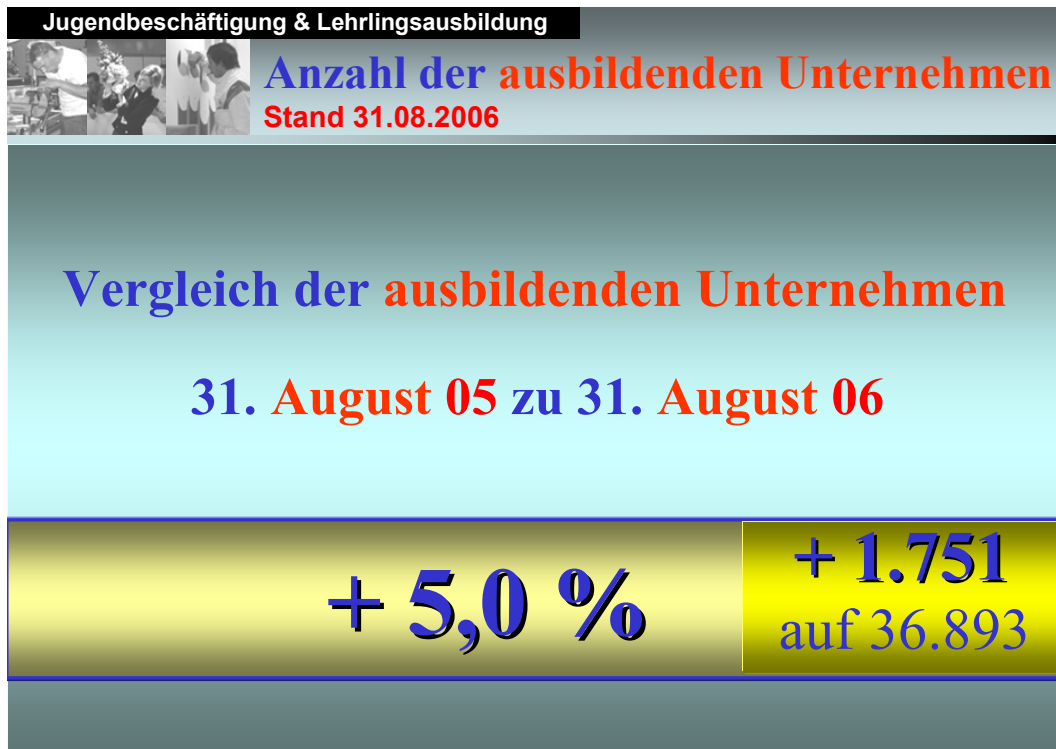 Jugendbeschäftigung & Lehrlingsausbildung
Anzahl der ausbildenden Unternehmen
Stand 31.08.2006
Vergleich der ausbildenden Unternehmen
31. August 05 zu 31. August 06
+ 5,0 %
+ 1.751
auf 36.893